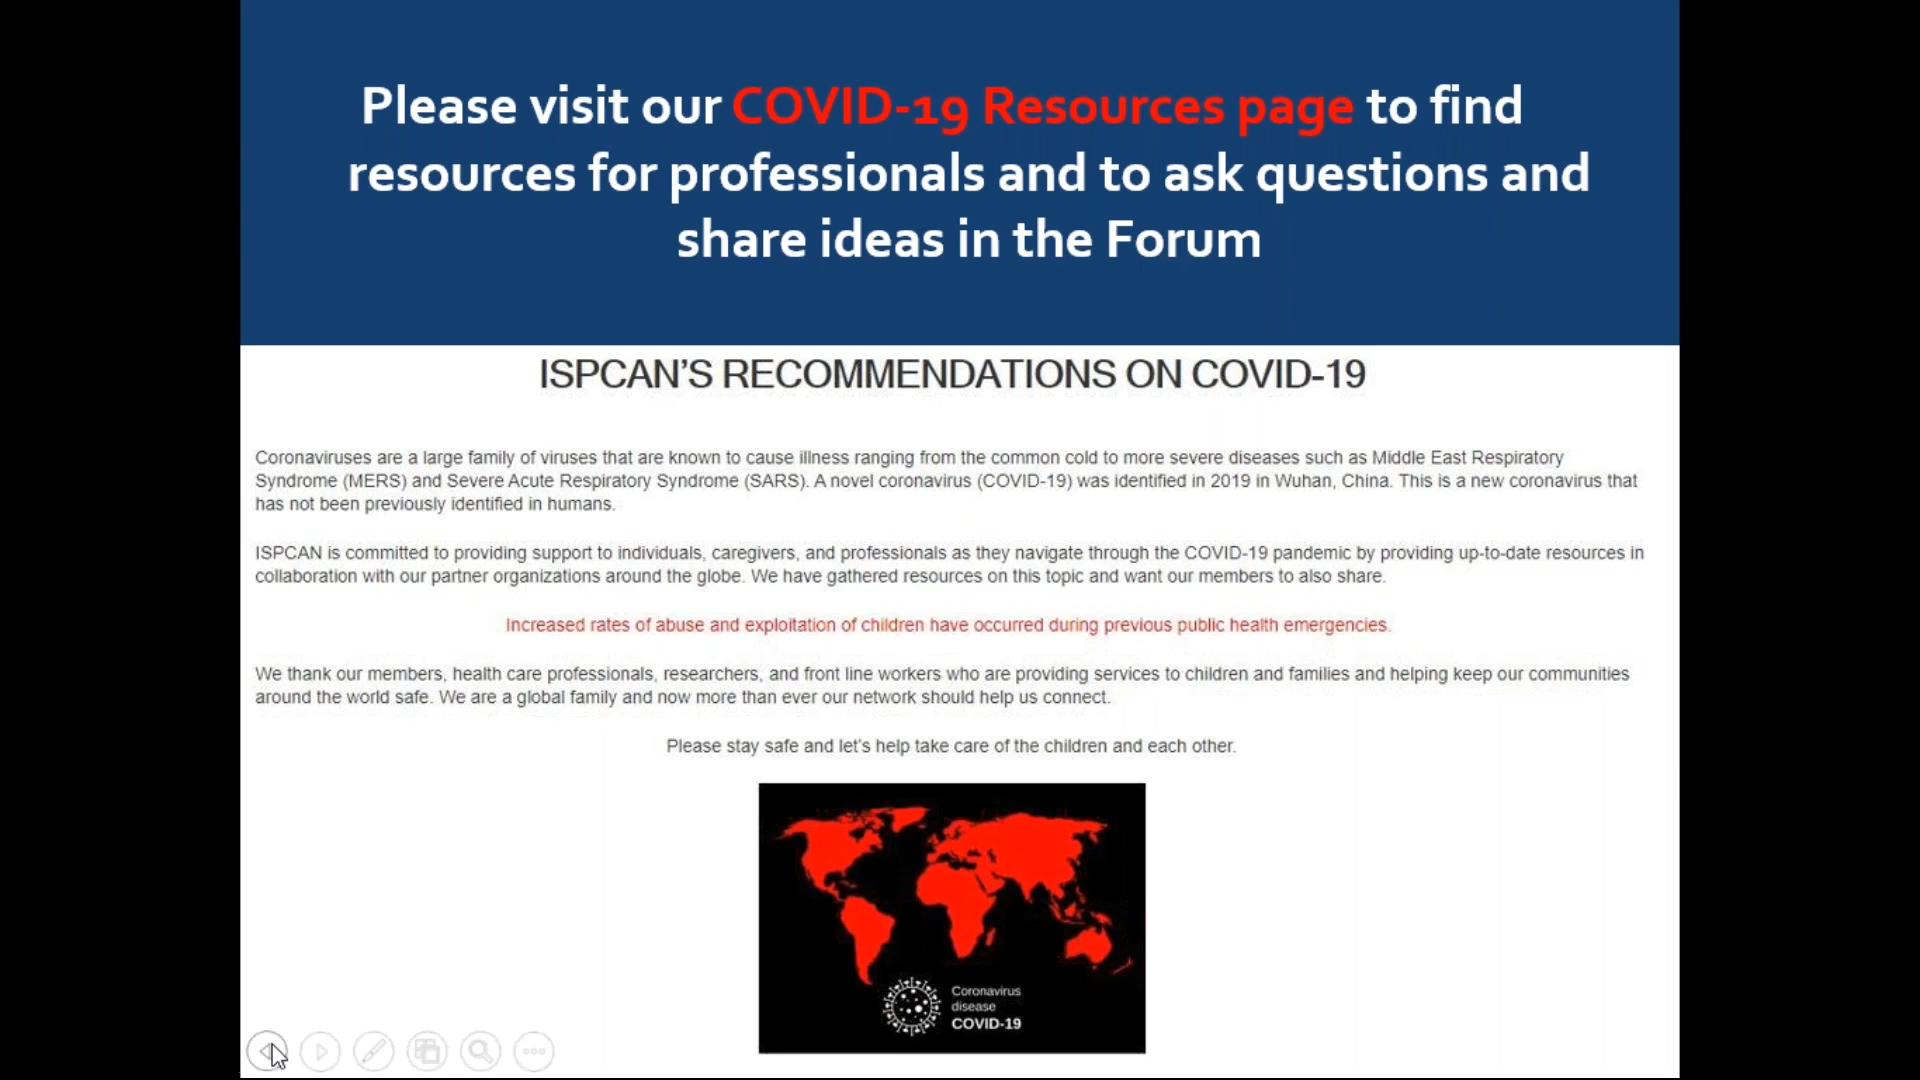 Please visit our COVID-19 Resources page to find
resources for professionals and to ask questions and
share ideas in the Forum
ISPCAN'S RECOMMENDATIONS ON COVID-19
Coronaviruses are a large family of viruses that are known to cause illness ranging from the common cold to more severe diseases such as Middle East Respiratory
Syndrome (MERS) and Severe Acute Respiratory Syndrome (SARS). A novel coronavirus (COVID-19) was identified in 2019 in Wuhan, China. This is a new coronavirus that
has not been previously identified in humans.
ISPCAN is committed to providing support to individuals, caregivers, and professionals as they navigate through the COVID-19 pandemic by providing up-to-date resources in
collaboration with our partner organizations around the globe. We have gathered resources on this topic and want our members to also share.
Increased rates of abuse and exploitation of children have occurred during previous public health emergencies.
We thank our members, health care professionals, researchers, and front line workers who are providing services to children and families and helping keep our communities
around the world safe. We are a global family and now more than ever our network should help us connect.
Please stay safe and let's help take care of the children and each other.
Coronavirus
disease
COVID-19